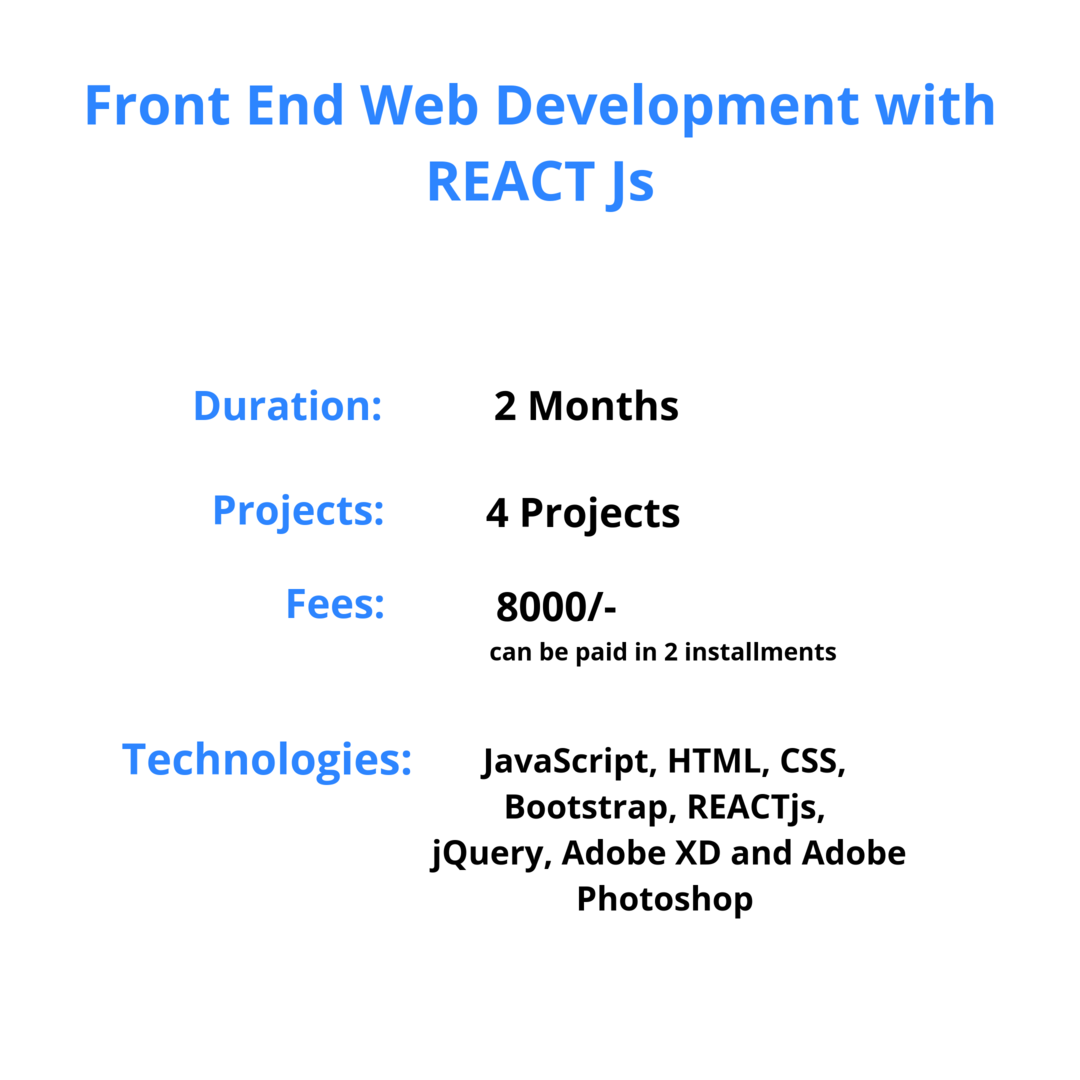 Front End Web Development with
REACT Js
Duration: 2 Months
Projects: 4 Projects
Fees: 8000/-
can be paid in 2 installments
Technologies: JavaScript, HTML, CSS,
Bootstrap, REACTjs,
jQuery, Adobe XD and Adobe
Photoshop